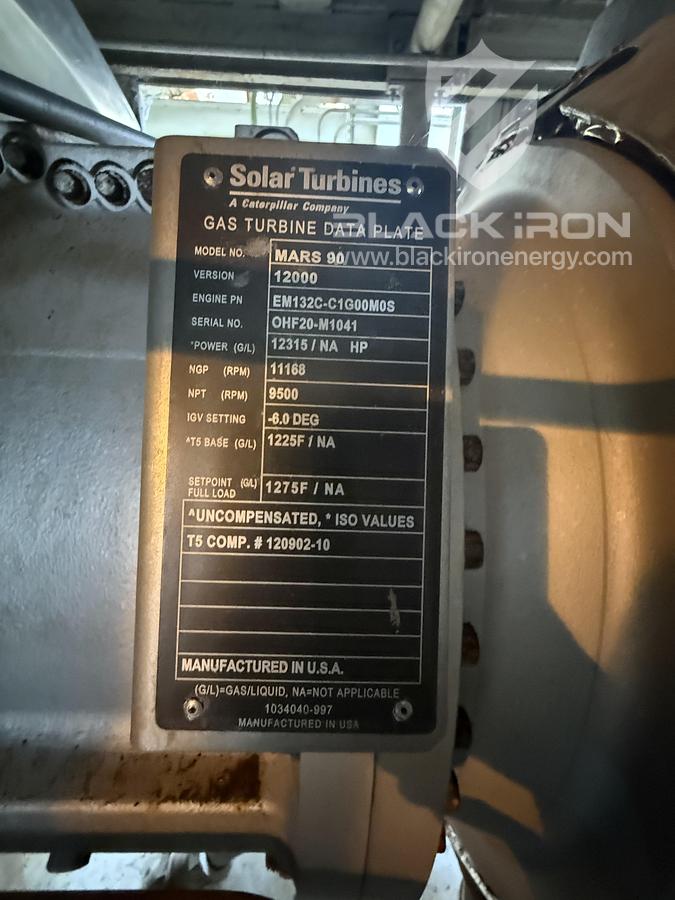 Solar Turbines
A Caterpillar Company
GAS TURBINE DATA PLATE
BLACK iRON
www.blackironenergy.com
MODEL NO. MARS 90
VERSION 12000
ENGINE PN EM132C-C1G00M0S
SERIAL NO. OHF20-M1041
*POWER (G/L) 12315 / NA HP
NGP (RPM) 11168
NPT (RPM) 9500
IGV SETTING -6.0 DEG
^T5 BASE (G/L) 1225F / NA
SETPOINT (G/L) 1275F / NA
FULL LOAD
^UNCOMPENSATED, * ISO VALUES
T5 COMP. # 120902-10
MANUFACTURED IN U.S.A.
(G/L)=GAS/LIQUID, NA=NOT APPLICABLE
1034040-997
MANUFACTURED IN USA